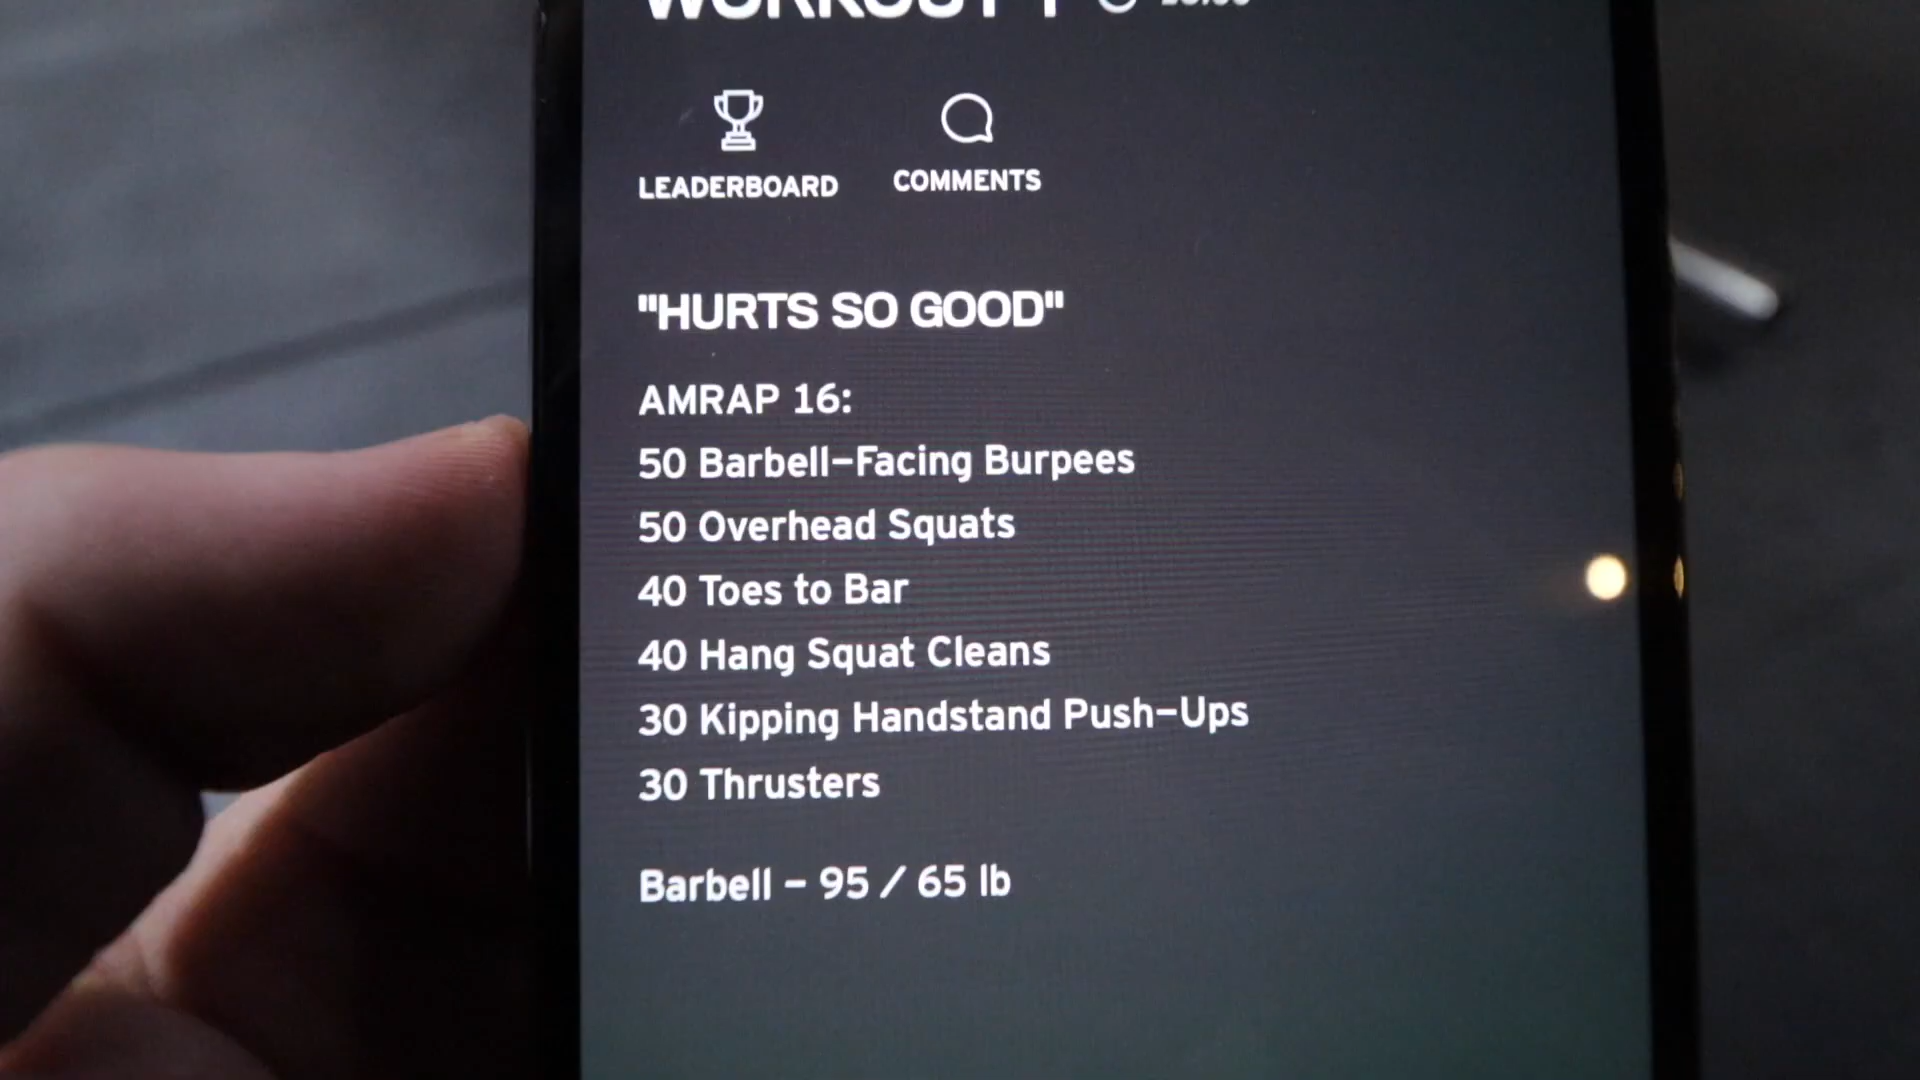 WORKOUT
LEADERBOARD
COMMENTS
"HURTS SO GOOD"
AMRAP 16:
50 Barbell-Facing Burpees
50 Overhead Squats
40 Toes to Bar
40 Hang Squat Cleans
30 Kipping Handstand Push-Ups
30 Thrusters
Barbell - 95 / 65 lb